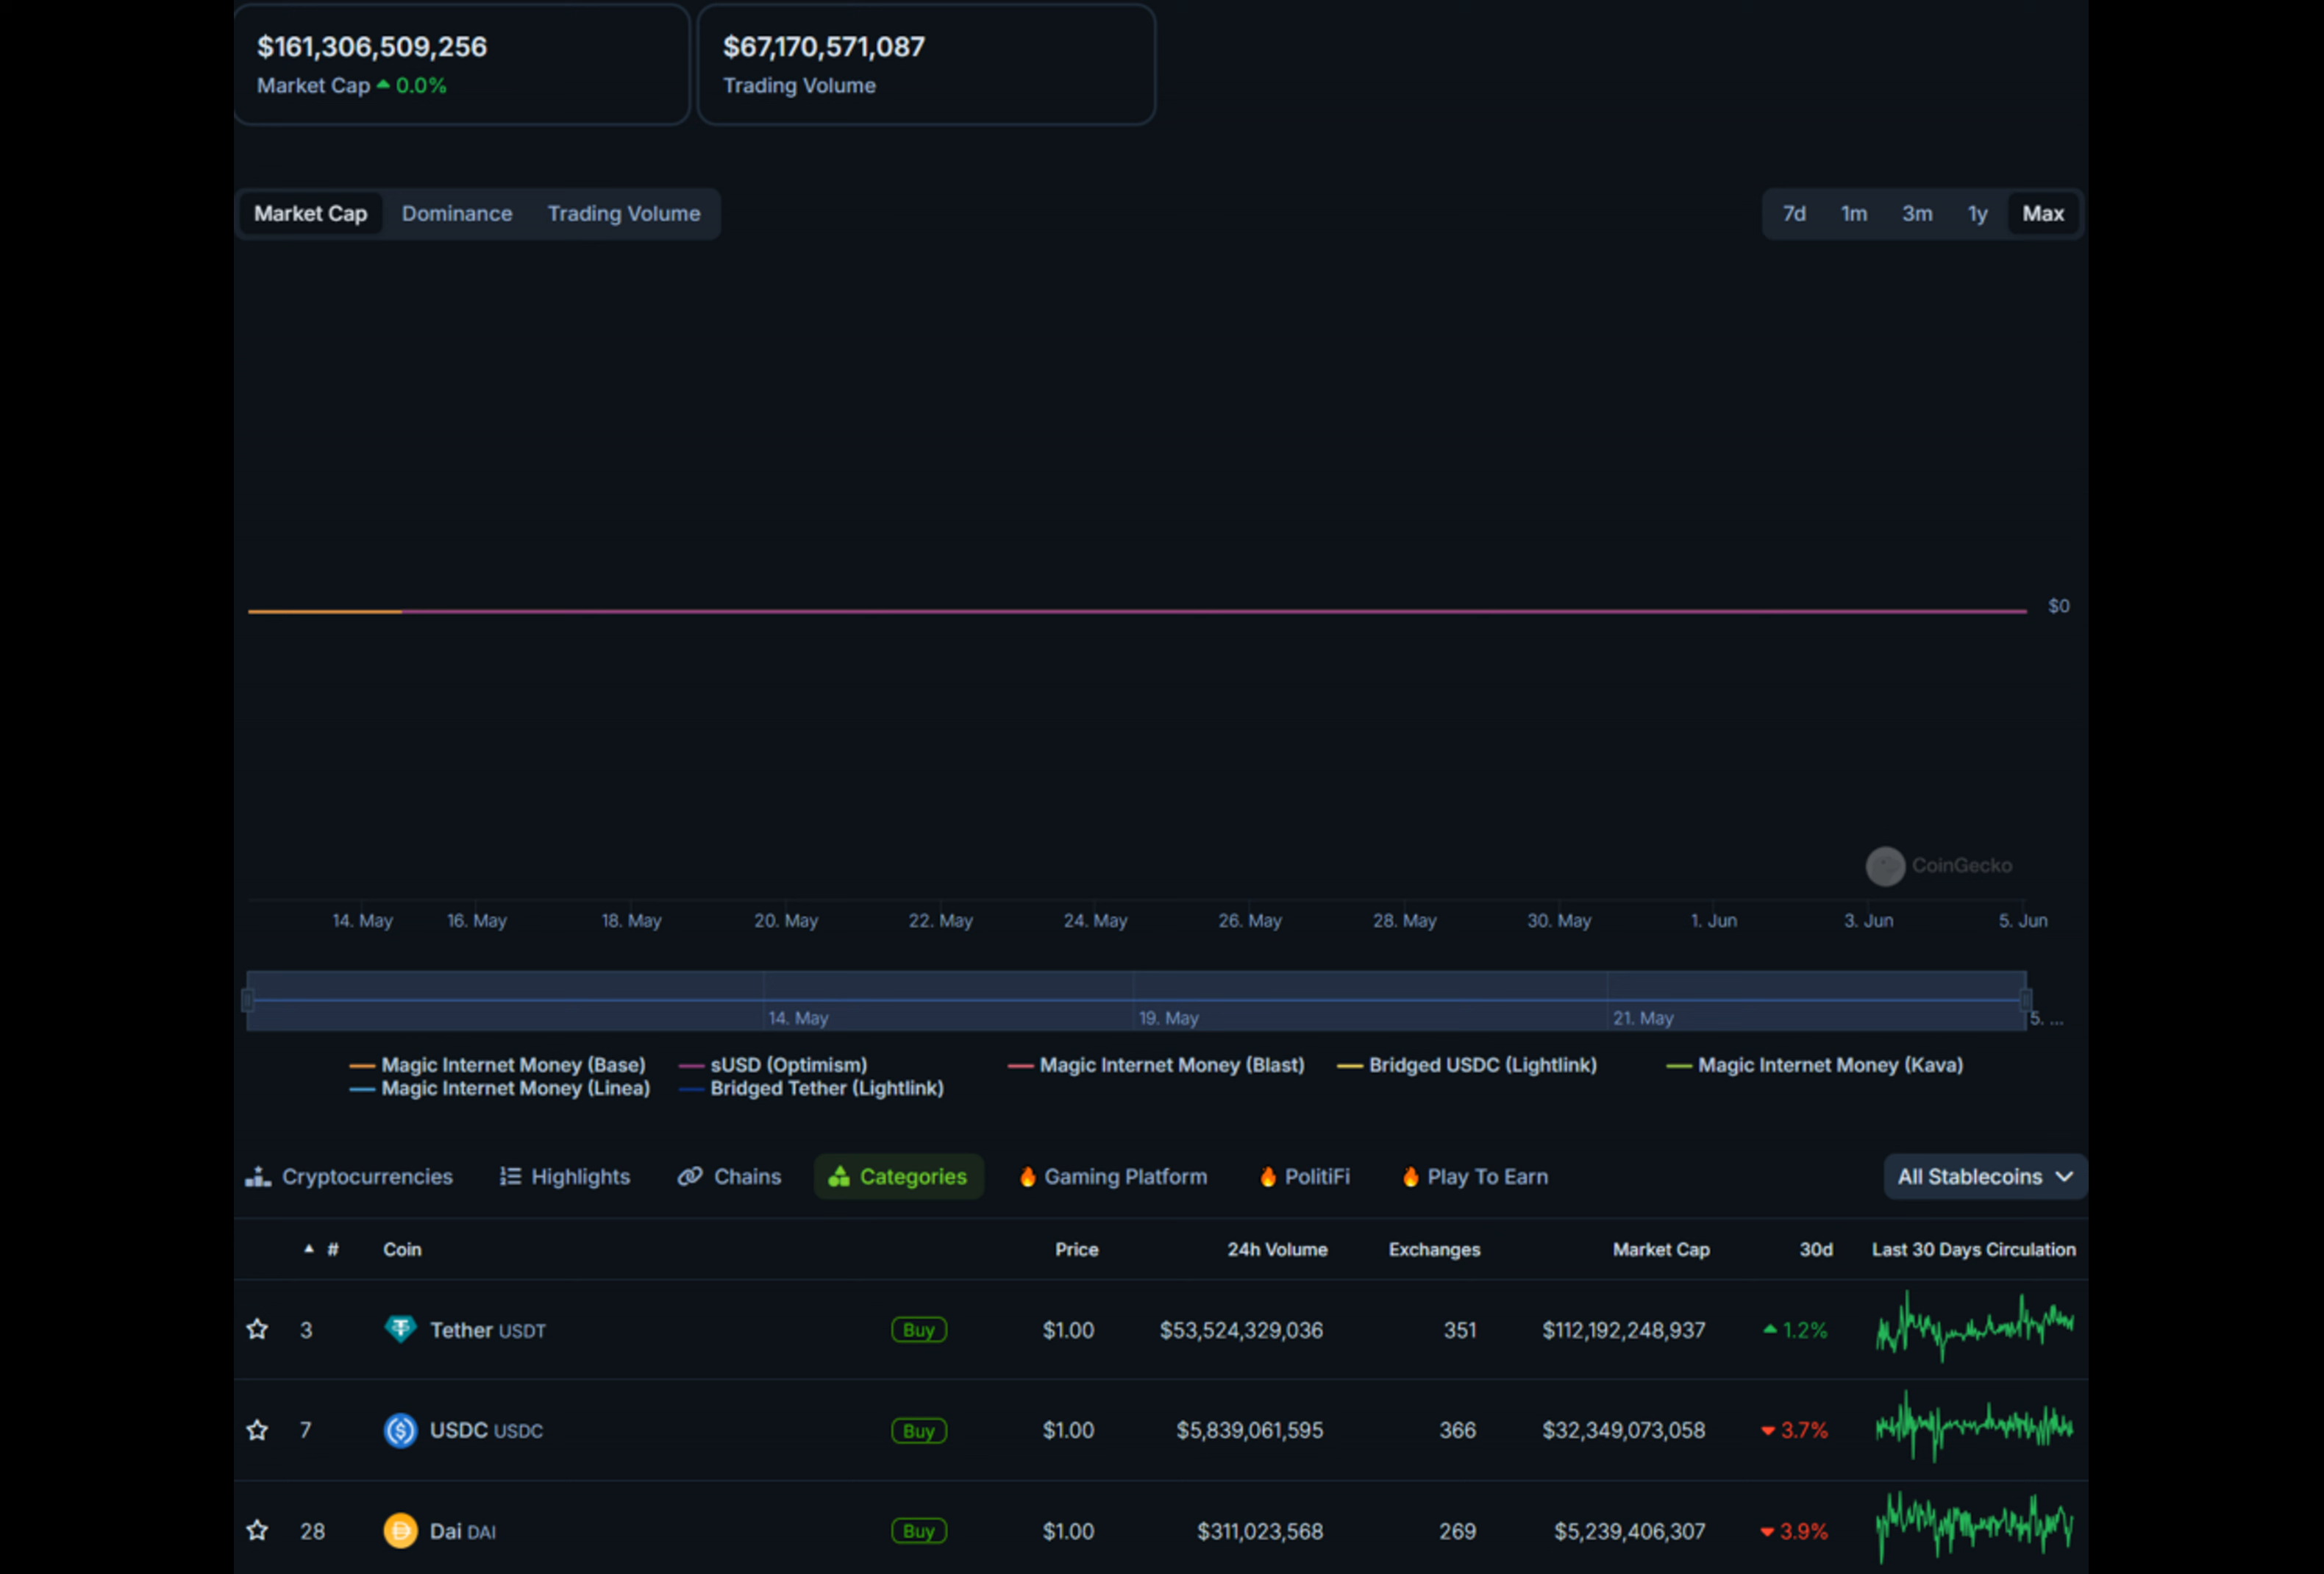 $161,306,509,256 $67,170,571,087
Market Cap ▲ 0.0% Trading Volume
Market Cap Dominance Trading Volume 7d 1m 3m 1y Max
$0
CoinGecko
14. May 16. May 18. May 20. May 22. May 24. May 26. May 28. May 30. May 1. Jun 3. Jun 5. Jun
14. May 19. May 21. May 5. ...
Magic Internet Money (Base) sUSD (Optimism) Magic Internet Money (Blast) Bridged USDC (Lightlink) Magic Internet Money (Kava)
Magic Internet Money (Linea) Bridged Tether (Lightlink)
Cryptocurrencies Highlights Chains Categories Gaming Platform PolitiFi Play To Earn All Stablecoins
▲ # Coin Price 24h Volume Exchanges Market Cap 30d Last 30 Days Circulation
3 Tether USDT Buy $1.00 $53,524,329,036 351 $112,192,248,937 ▲ 1.2%
7 USDC USDC Buy $1.00 $5,839,061,595 366 $32,349,073,058 ▼ 3.7%
28 Dai DAI Buy $1.00 $311,023,568 269 $5,239,406,307 ▼ 3.9%